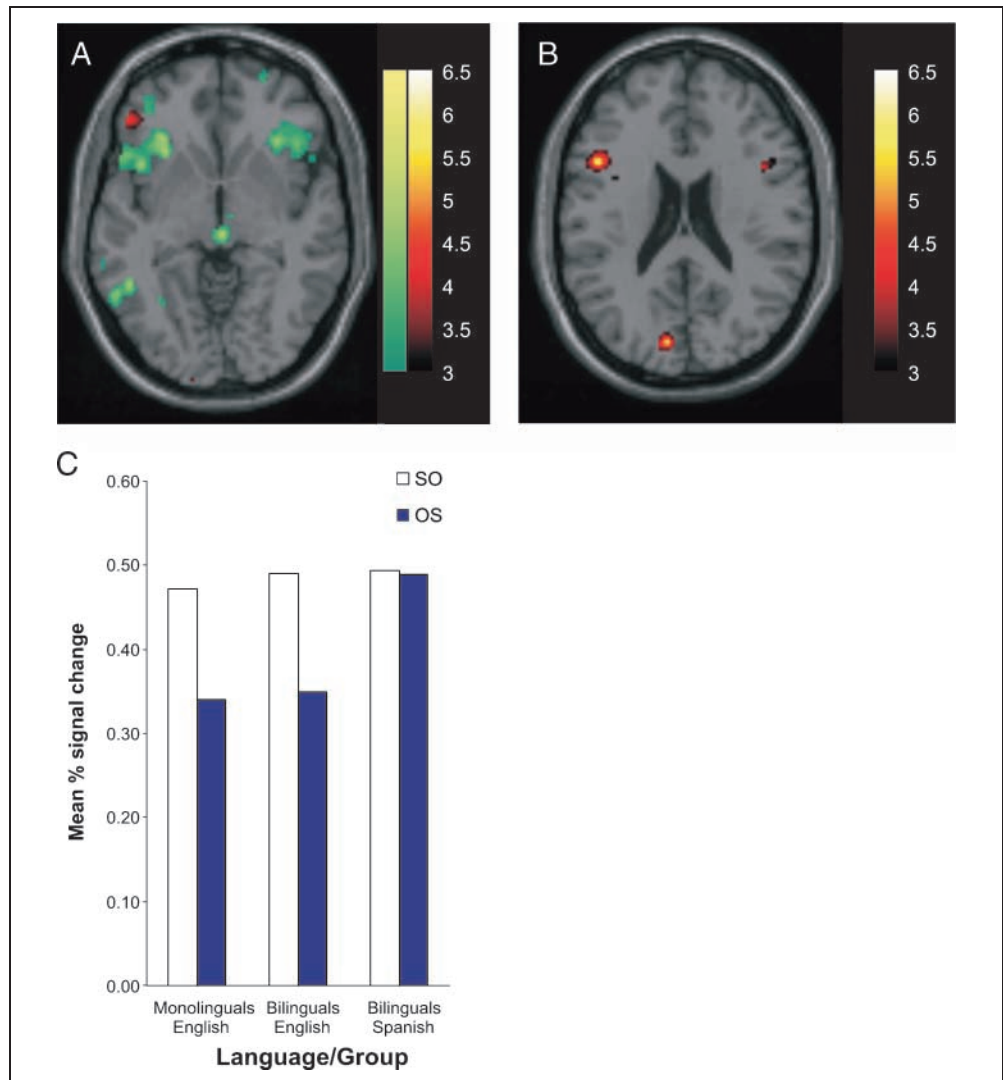 A
6.5
6
5.5
5
4.5
4
3.5
3
B
6.5
6
5.5
5
4.5
4
3.5
3
C
SO
OS
0.60
0.50
0.40
0.30
0.20
0.10
0.00
Mean % signal change
Monolinguals English
Bilinguals English
Bilinguals Spanish
Language/Group